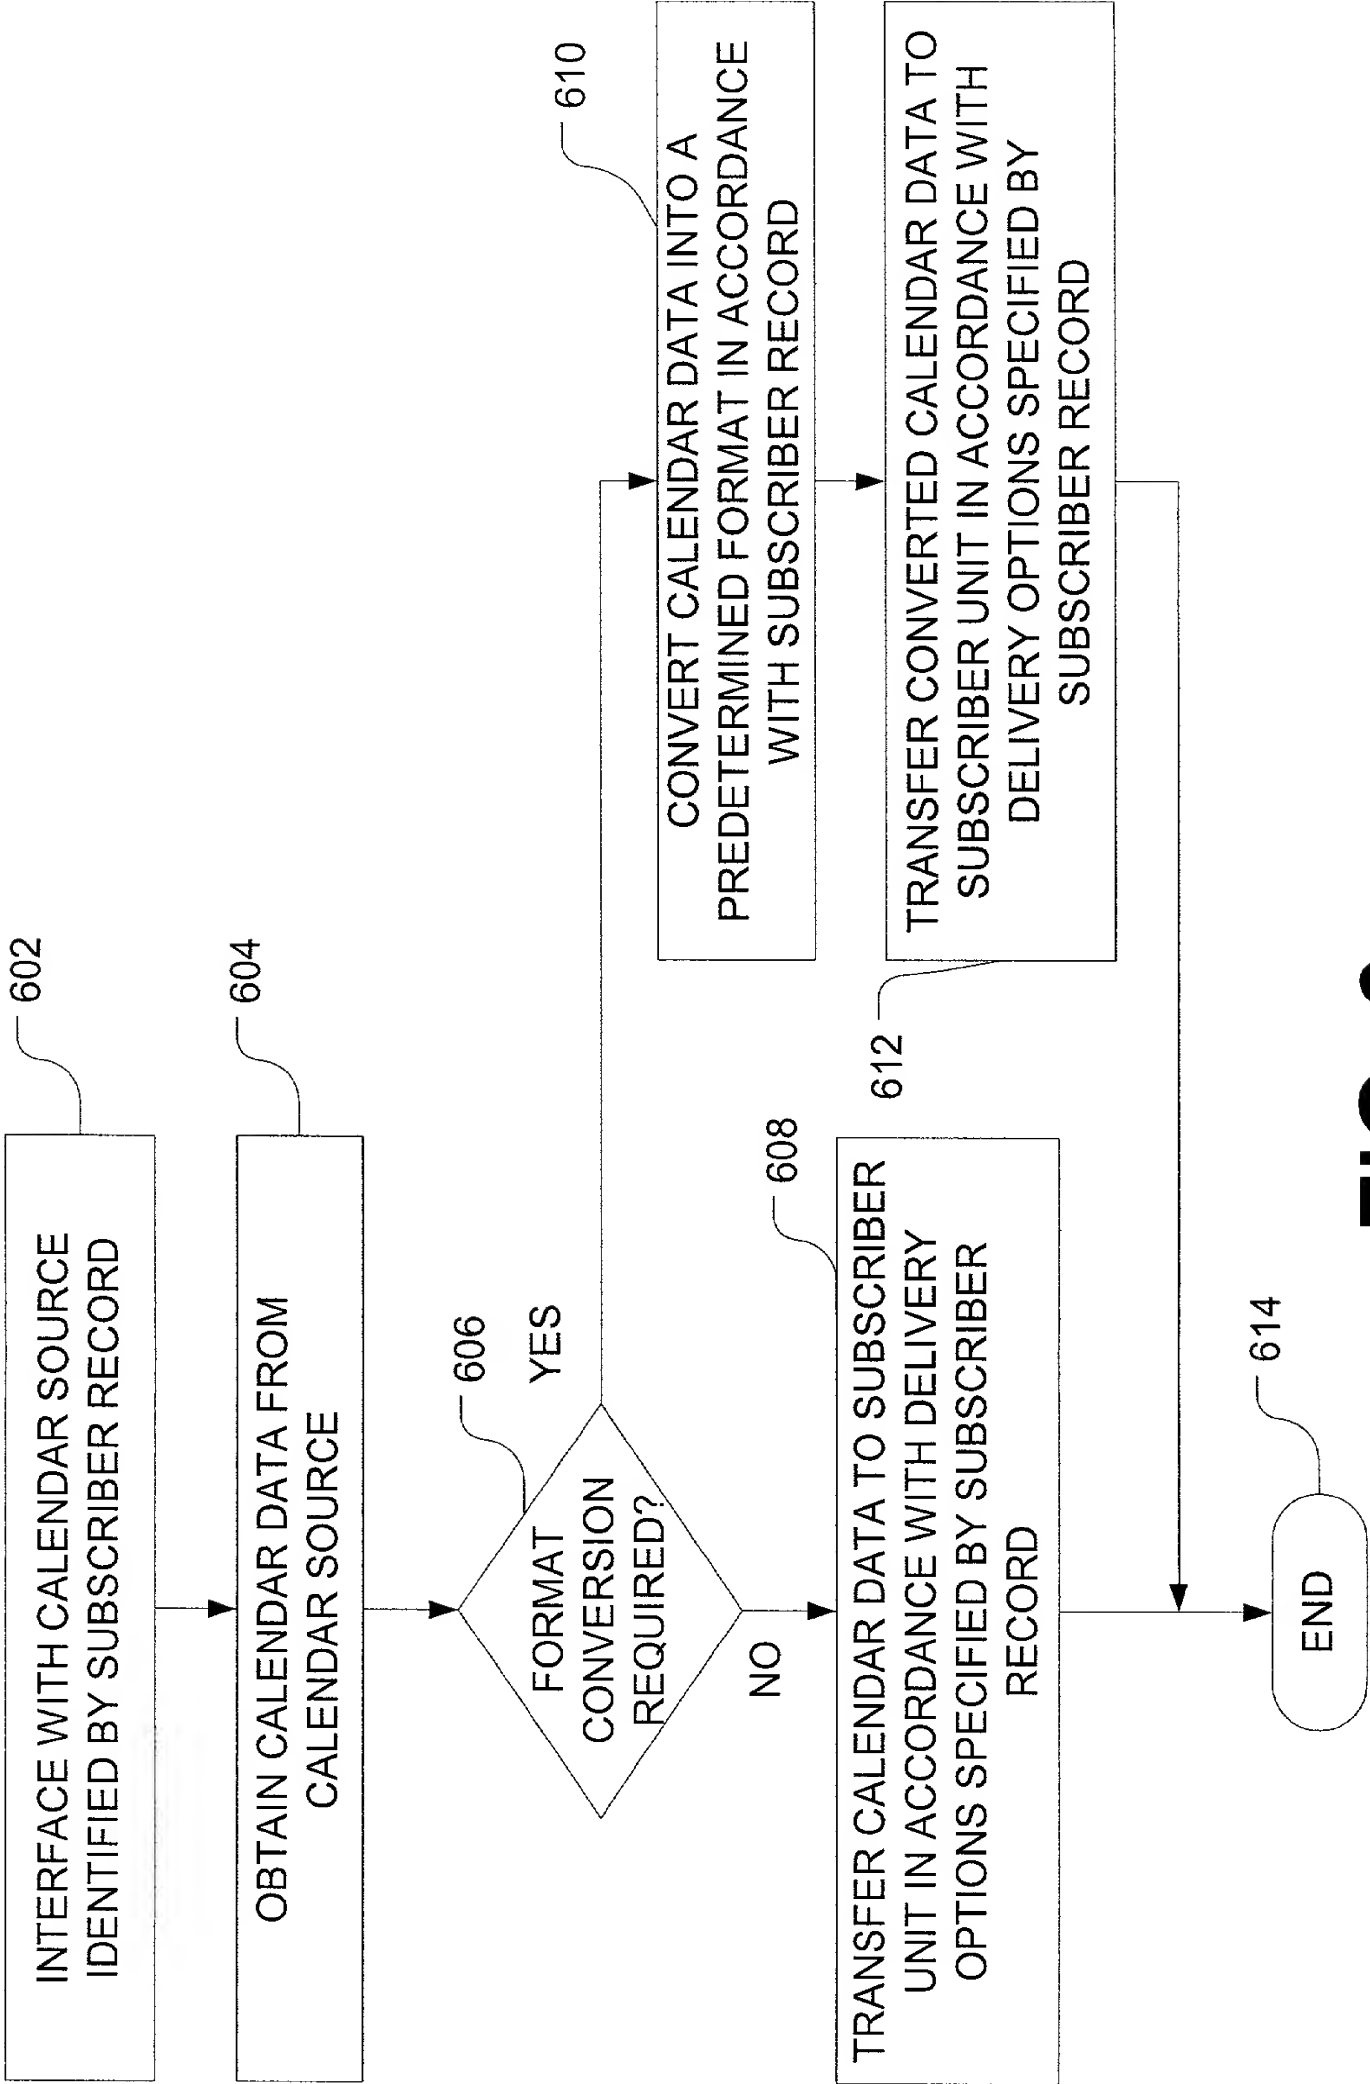 INTERFACE WITH CALENDAR SOURCE
IDENTIFIED BY SUBSCRIBER RECORD
602
OBTAIN CALENDAR DATA FROM
CALENDAR SOURCE
604
FORMAT
CONVERSION
REQUIRED?
606
YES
NO
TRANSFER CALENDAR DATA TO SUBSCRIBER
UNIT IN ACCORDANCE WITH DELIVERY
OPTIONS SPECIFIED BY SUBSCRIBER
RECORD
608
CONVERT CALENDAR DATA INTO A
PREDETERMINED FORMAT IN ACCORDANCE
WITH SUBSCRIBER RECORD
610
TRANSFER CONVERTED CALENDAR DATA TO
SUBSCRIBER UNIT IN ACCORDANCE WITH
DELIVERY OPTIONS SPECIFIED BY
SUBSCRIBER RECORD
612
END
614